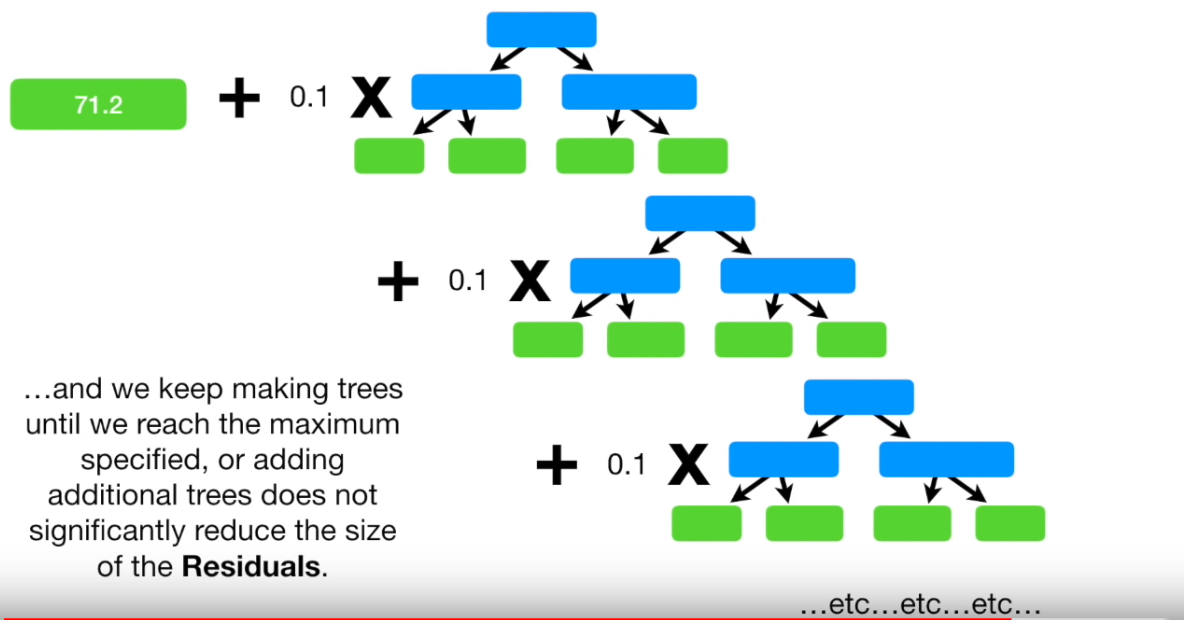 71.2
+ 0.1 X
+ 0.1 X
…and we keep making trees
until we reach the maximum
specified, or adding
additional trees does not
significantly reduce the size
of the Residuals.
+ 0.1 X
…etc…etc…etc…